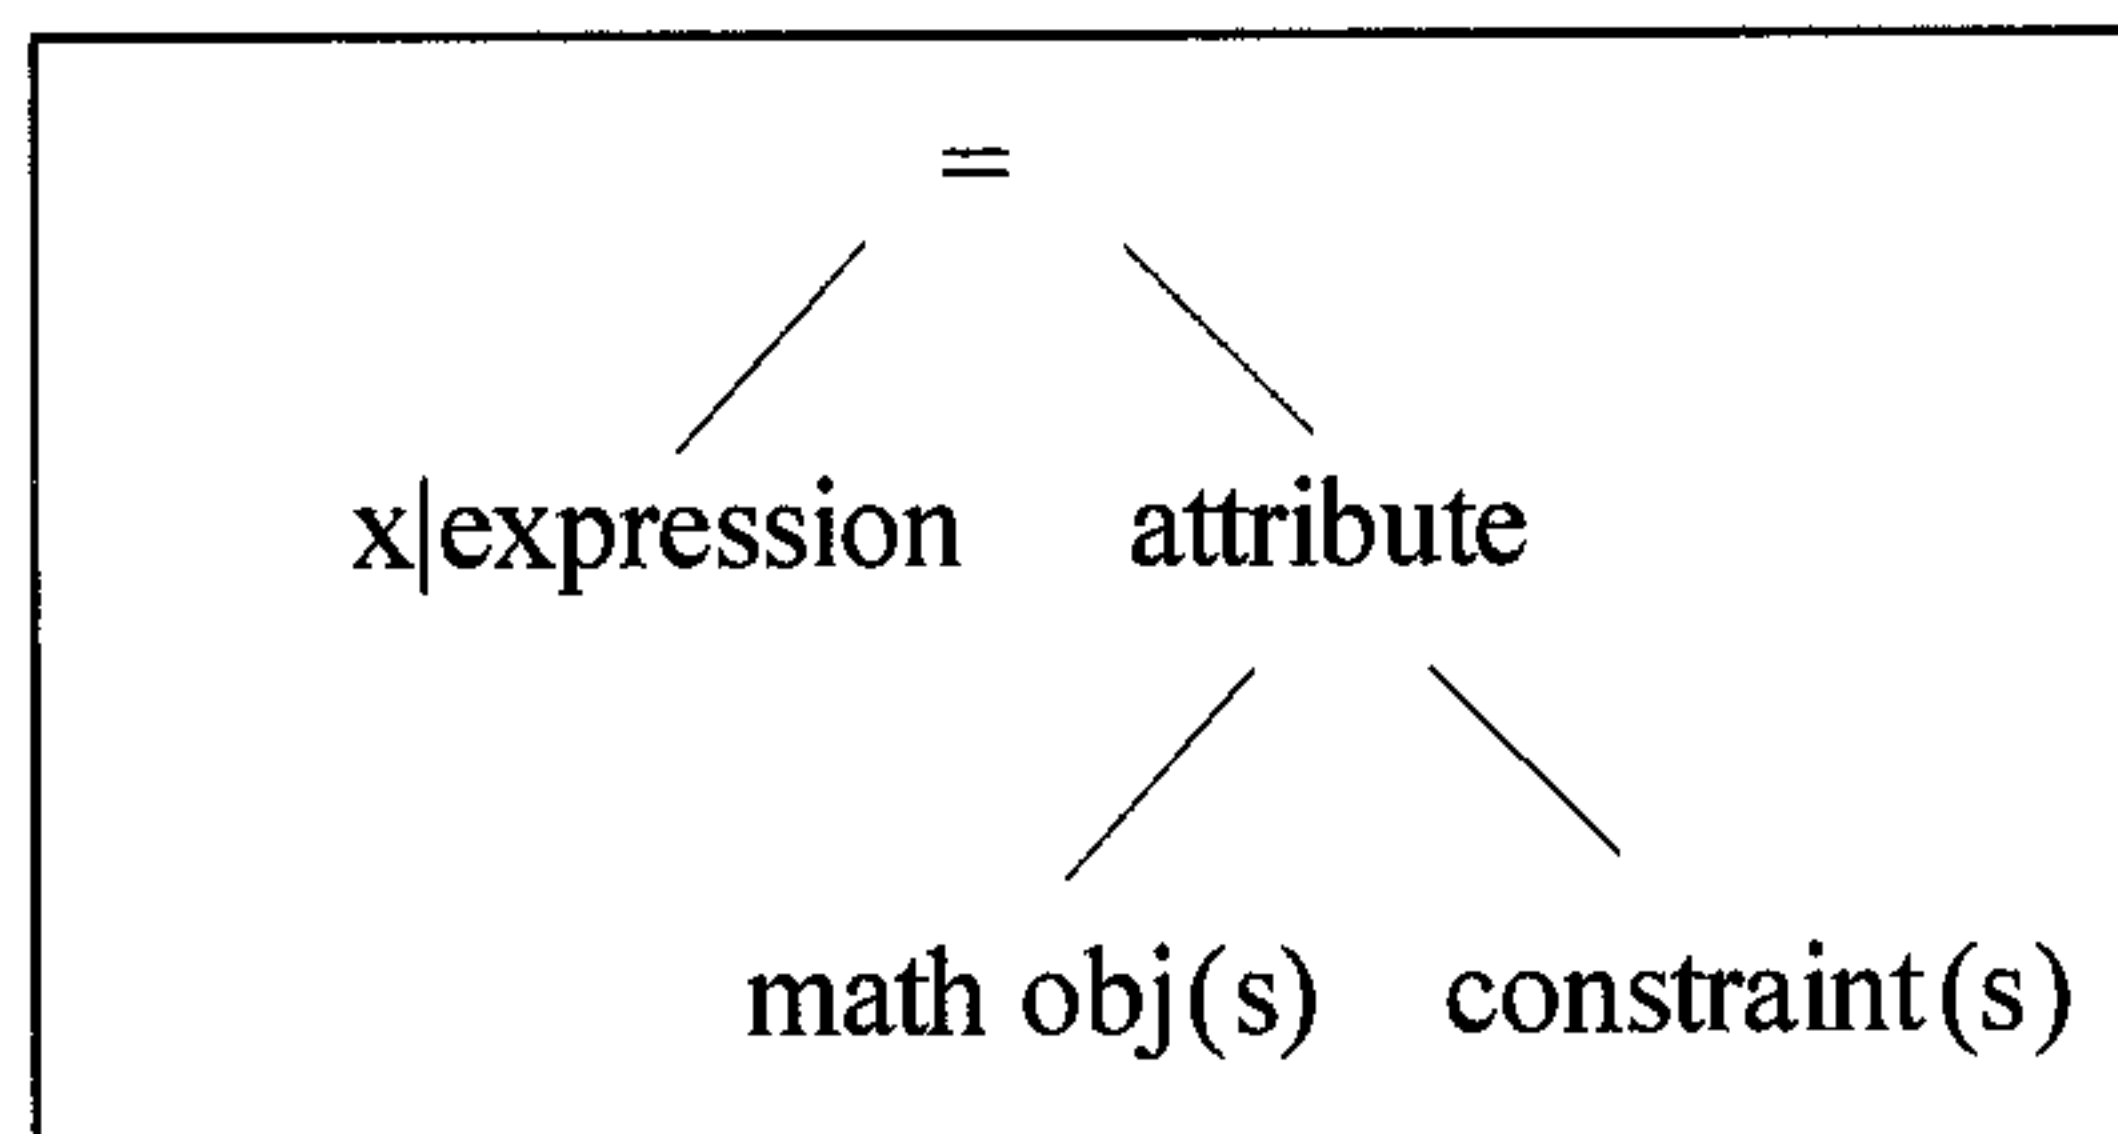 =
x|expression attribute
math obj(s) constraint(s)